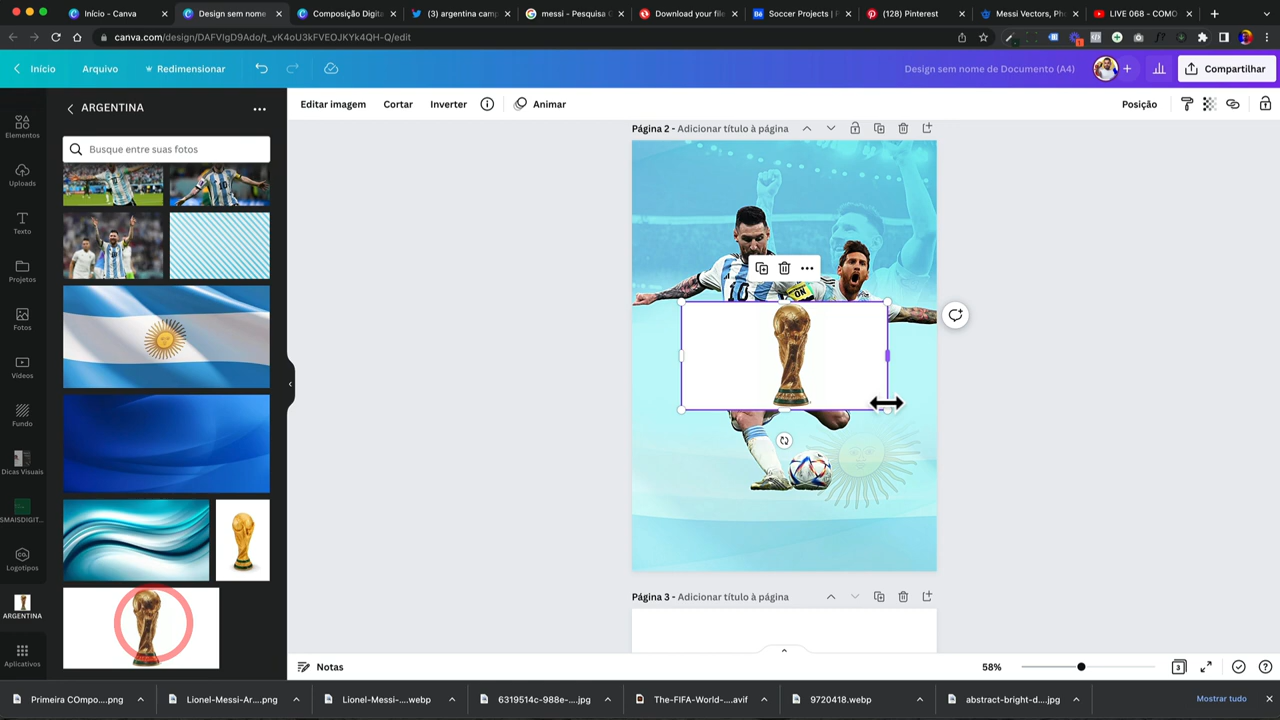 Início - Canva
Design sem nome
Composição Digita
(3) argentina camp
messi - Pesquisa G
Download your file
Soccer Projects | P
(128) Pinterest
Messi Vectors, Pho
LIVE 068 - COMO
canva.com/design/DAFVIgD9Ado/t_vK4oU3kFVEOJKYk4QH-Q/edit
Início
Arquivo
Redimensionar
Design sem nome de Documento (A4)
Compartilhar
ARGENTINA
Editar imagem
Cortar
Inverter
Animar
Posição
Elementos
Busque entre suas fotos
Página 2 - Adicionar título à página
Uploads
Texto
Projetos
Fotos
Vídeos
Fundo
Dicas Visuais
SMAISDIGIT...
Logotipos
ARGENTINA
Aplicativos
10
ON
Página 3 - Adicionar título à página
Notas
58%
3
Primeira COmpo....png
Lionel-Messi-Ar....png
Lionel-Messi-....webp
6319514c-988e-...jpg
The-FIFA-World-....avif
9720418.webp
abstract-bright-d....jpg
Mostrar tudo